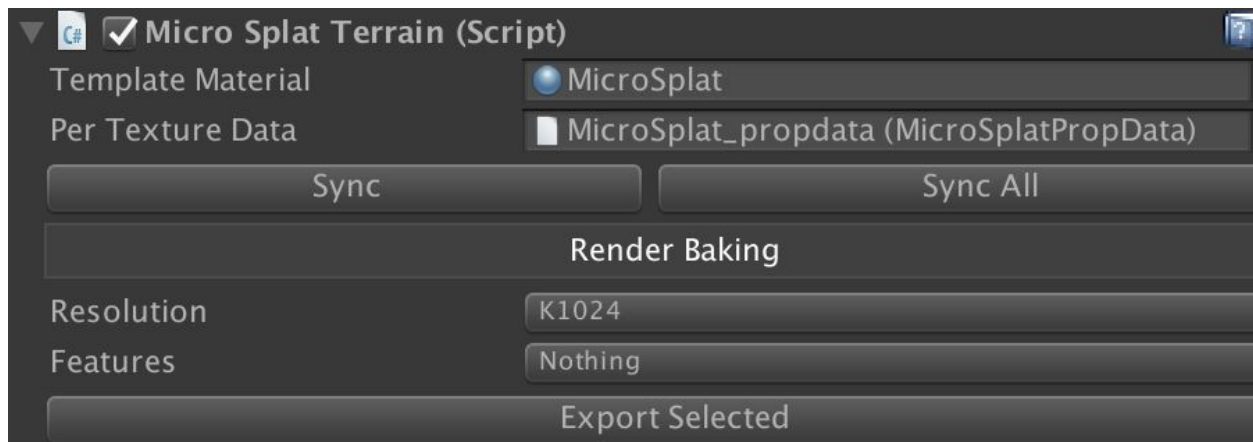 C#
Micro Splat Terrain (Script)
?
Template Material
MicroSplat
Per Texture Data
MicroSplat_propdata (MicroSplatPropData)
Sync
Sync All
Render Baking
Resolution
K1024
Features
Nothing
Export Selected